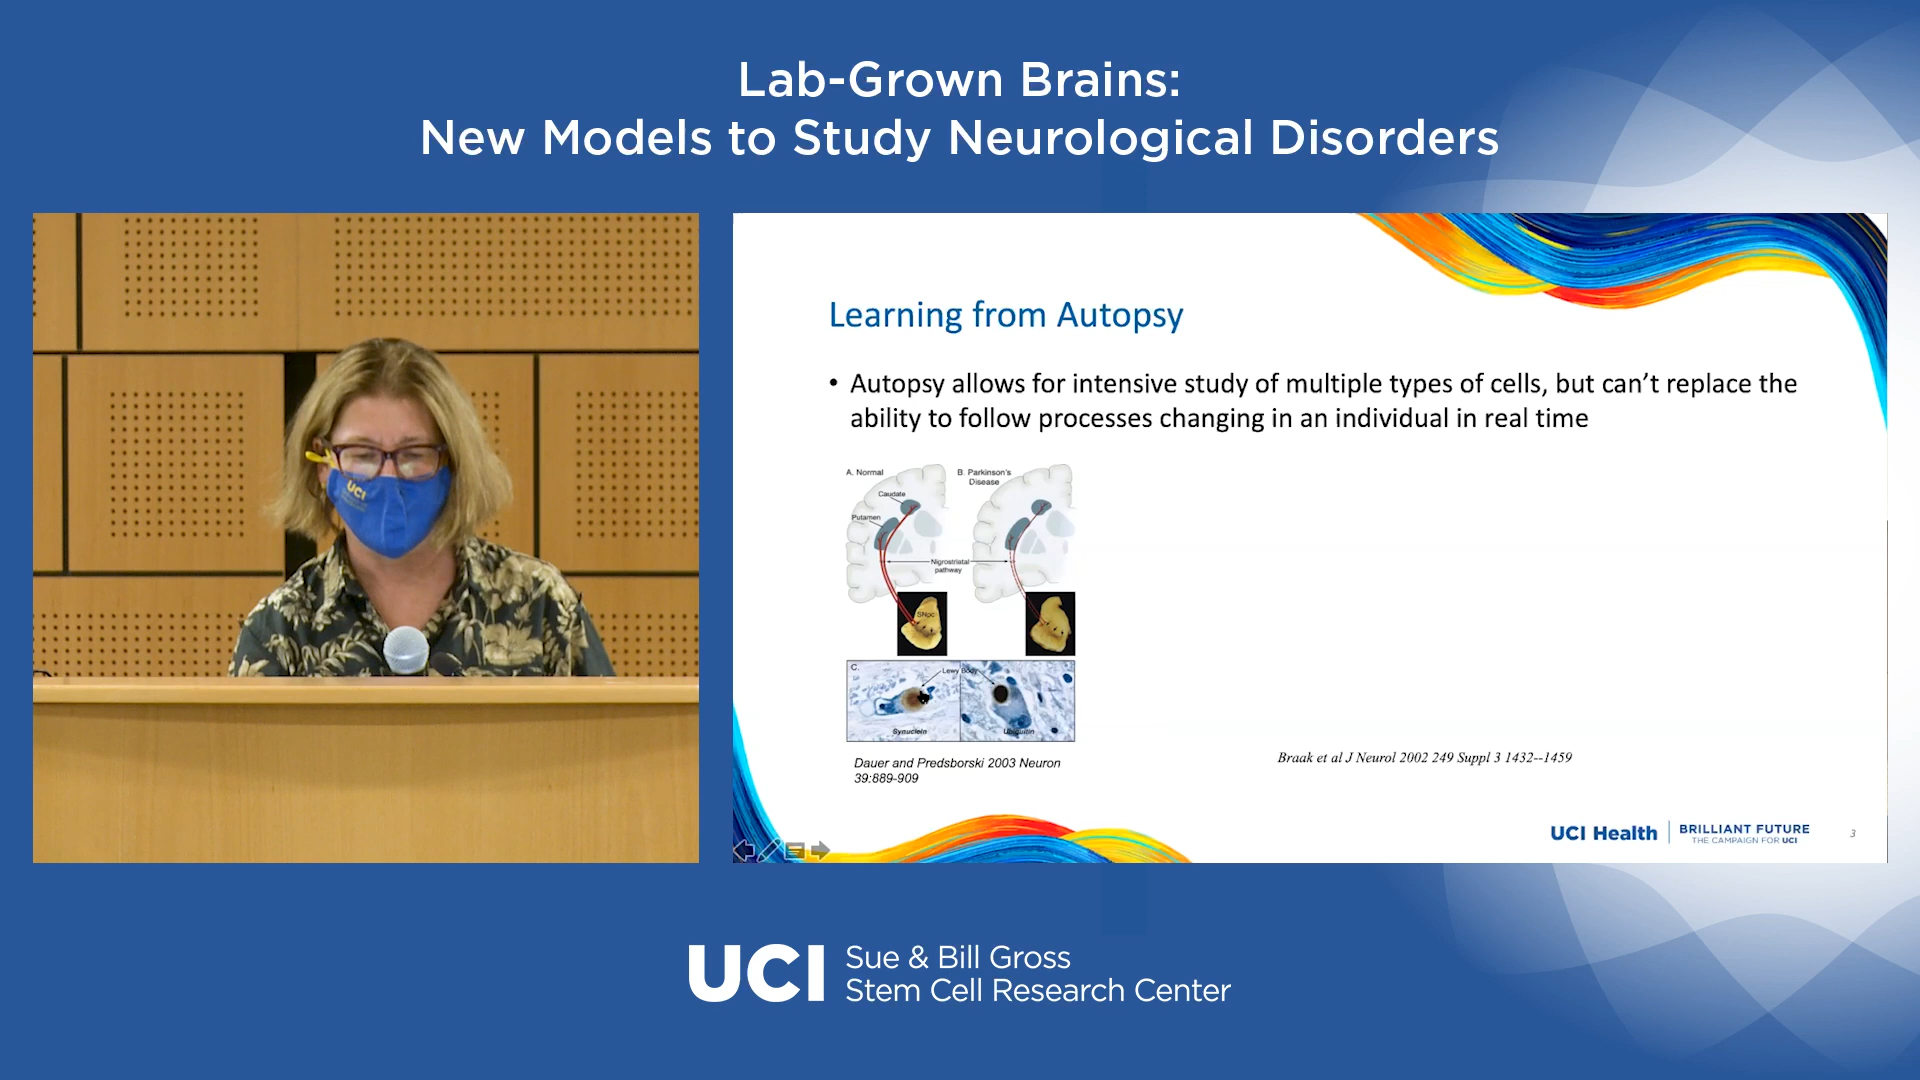 Lab-Grown Brains:
New Models to Study Neurological Disorders
UCI
Learning from Autopsy
• Autopsy allows for intensive study of multiple types of cells, but can’t replace the
ability to follow processes changing in an individual in real time
A. Normal
B. Parkinson's
Disease
Caudate
Putamen
Nigrostriatal
pathway
SNpc
C.
Lewy Body
Synuclein
Ubiquitin
Dauer and Predsborski 2003 Neuron
39:889-909
Braak et al J Neurol 2002 249 Suppl 3 1432--1459
UCI Health
BRILLIANT FUTURE
THE CAMPAIGN FOR UCI
3
UCI
Sue & Bill Gross
Stem Cell Research Center